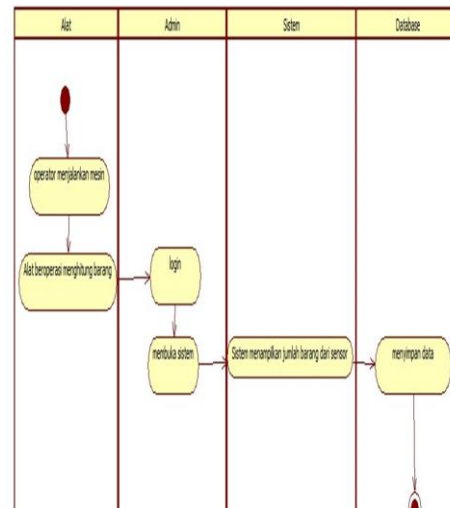 Alat
Admin
Sistem
Database
operator menjalankan mesin
Alat beroperasi menghitung barang
login
membuka sistem
Sistem menampilkan jumlah barang dari sensor
menyimpan data